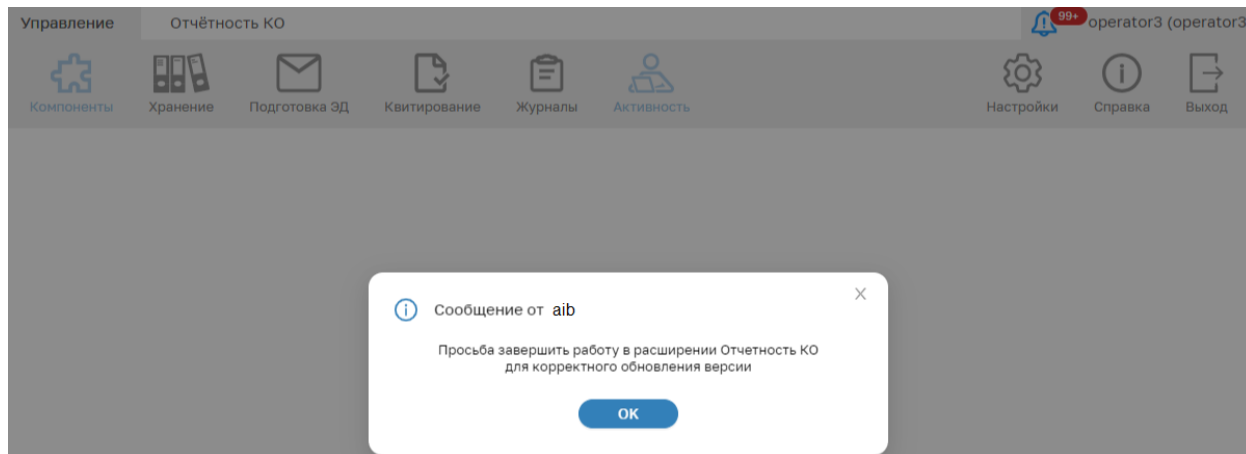 Управление Отчётность КО 99+ operator3 (operator3
Компоненты Хранение Подготовка ЭД Квитирование Журналы Активность Настройки Справка Выход
Сообщение от aib
Просьба завершить работу в расширении Отчетность КО
для корректного обновления версии
ОК